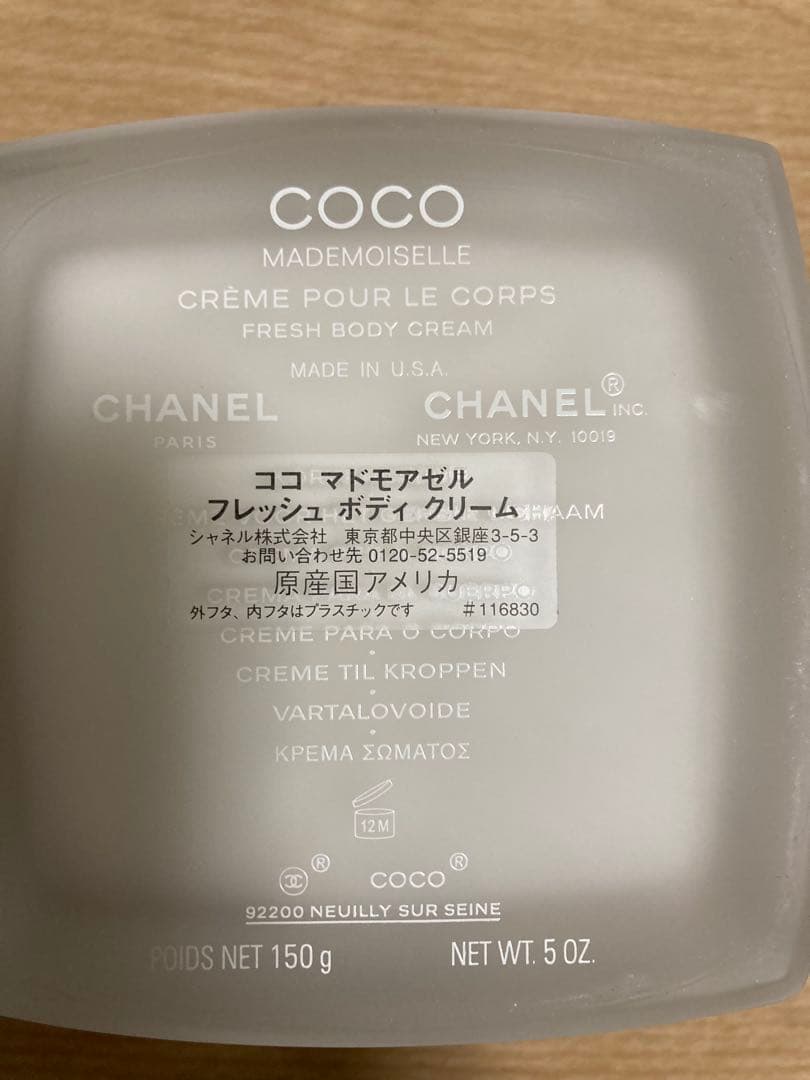 COCO
MADEMOISELLE
CRÈME POUR LE CORPS
FRESH BODY CREAM
MADE IN U.S.A.
CHANEL
PARIS
CHANEL® INC.
NEW YORK, N.Y. 10019
ココ マドモアゼル
フレッシュ ボディ クリーム
シャネル株式会社 東京都中央区銀座3-5-3
お問い合わせ先 0120-52-5519
原産国アメリカ
外フタ、内フタはプラスチックです #116830
CREME PARA O CORPO
CREME TIL KROPPEN
VARTALOVOIDE
ΚΡΕΜΑ ΣΩΜΑΤΟΣ
12M
® COCO®
92200 NEUILLY SUR SEINE
POIDS NET 150 g NET WT. 5 OZ.